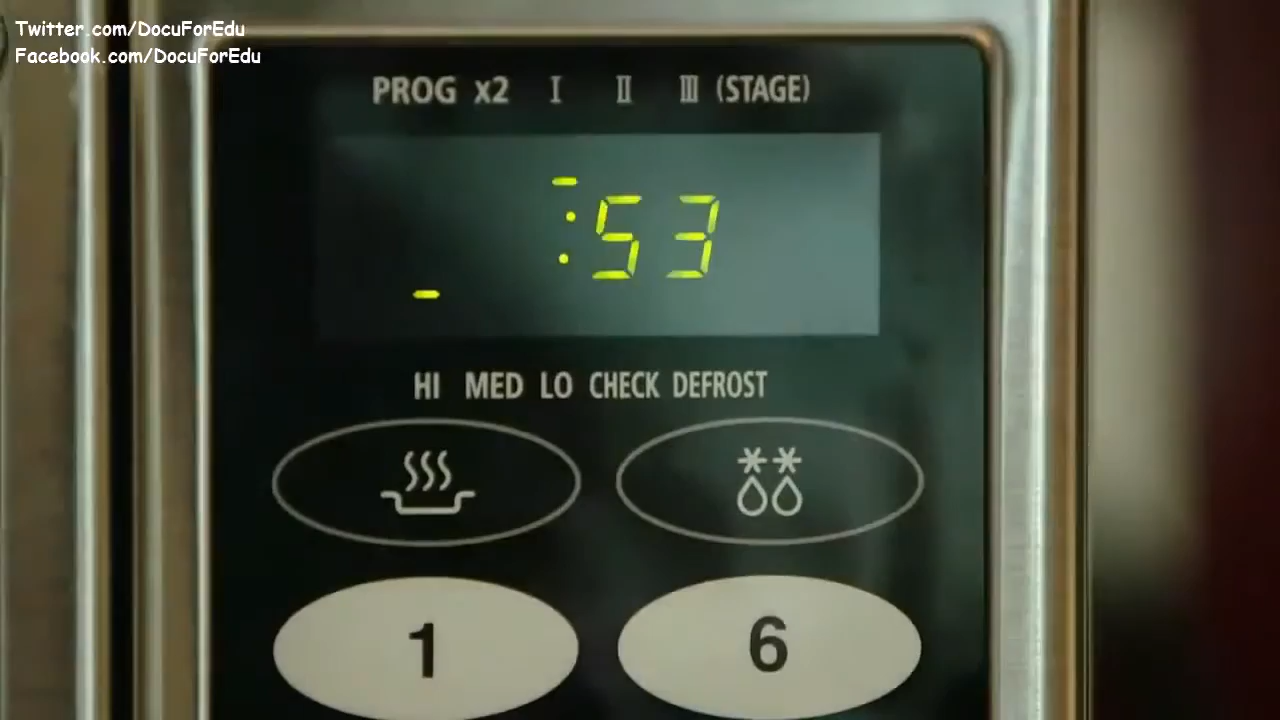 Twitter.com/DocuForEdu
Facebook.com/DocuForEdu
PROG x2 I II III (STAGE)
:53
HI MED LO CHECK DEFROST
1 6